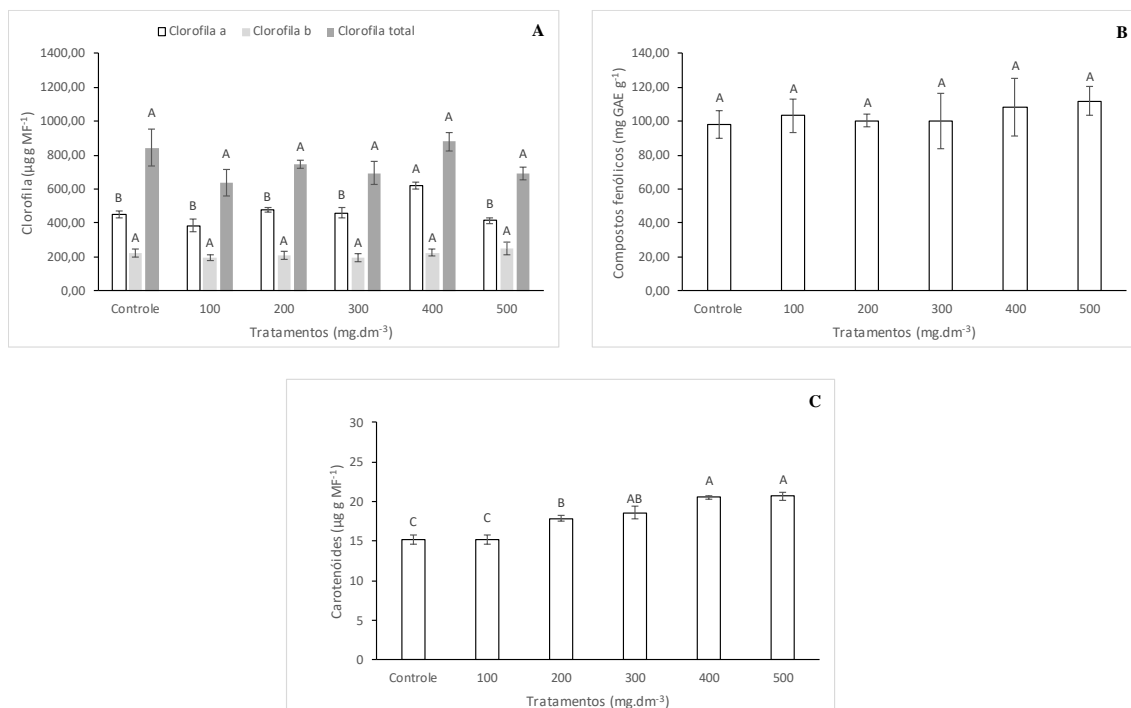 Clorofila a Clorofila b Clorofila total
A
1400,00
1200,00
1000,00
800,00
600,00
400,00
200,00
0,00
Clorofila (µg g MF-1)
B A A
B A A
B A A
B A A
A A A
B A A
Controle 100 200 300 400 500
Tratamentos (mg.dm-3)
B
140,00
120,00
100,00
80,00
60,00
40,00
20,00
0,00
Compostos fenólicos (mg GAE g-1)
A A A A A A
Controle 100 200 300 400 500
Tratamentos (mg.dm-3)
C
30
25
20
15
10
5
0
Carotenóides (µg g MF-1)
C C B AB A A
Controle 100 200 300 400 500
Tratamentos (mg.dm-3)